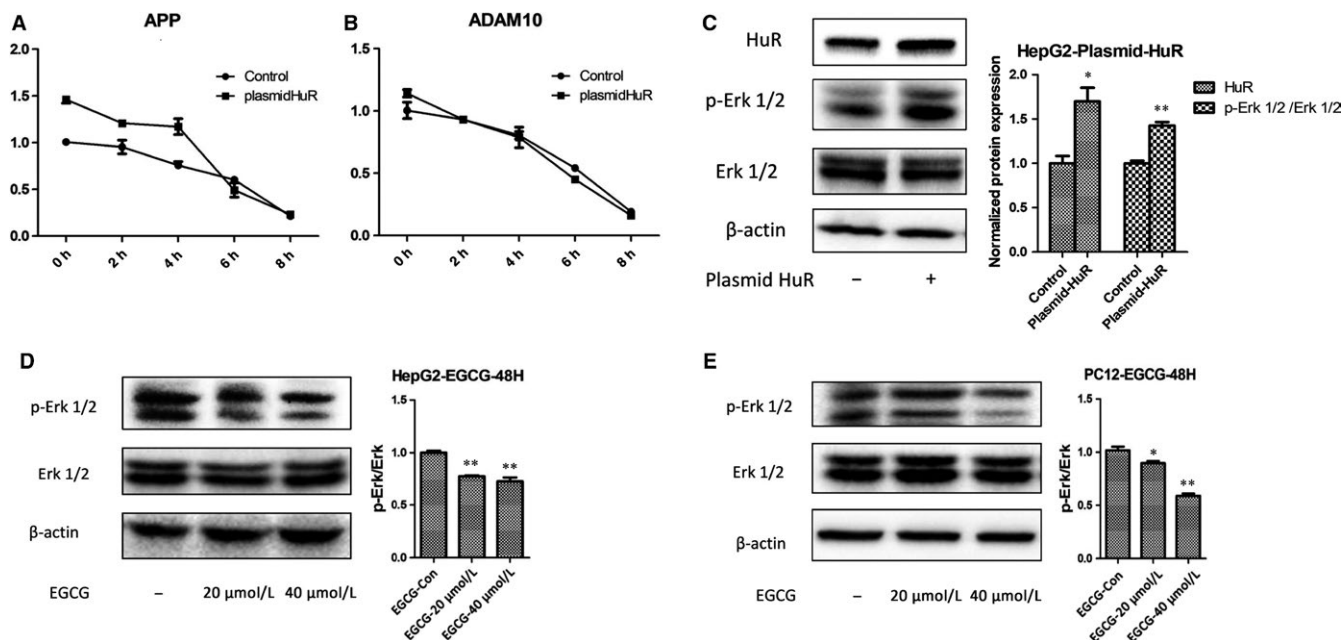 A
APP
1.5
1.0
0.5
0.0
Control
plasmidHuR
0 h
2 h
4 h
6 h
8 h
B
ADAM10
1.5
1.0
0.5
0.0
Control
plasmidHuR
0 h
2 h
4 h
6 h
8 h
C
HuR
p-Erk 1/2
Erk 1/2
β-actin
Plasmid HuR – +
HepG2-Plasmid-HuR
Normalized protein expression
2.0
1.5
1.0
0.5
0.0
*
**
HuR
p-Erk 1/2 /Erk 1/2
Control
Plasmid-HuR
Control
Plasmid-HuR
D
p-Erk 1/2
Erk 1/2
β-actin
EGCG – 20 μmol/L 40 μmol/L
HepG2-EGCG-48H
p-Erk/Erk
1.5
1.0
0.5
0.0
** **
EGCG-Con
EGCG-20 μmol/L
EGCG-40 μmol/L
E
p-Erk 1/2
Erk 1/2
β-actin
EGCG – 20 μmol/L 40 μmol/L
PC12-EGCG-48H
p-Erk/Erk
1.5
1.0
0.5
0.0
*
**
EGCG-Con
EGCG-20 μmol/L
EGCG-40 μmol/L